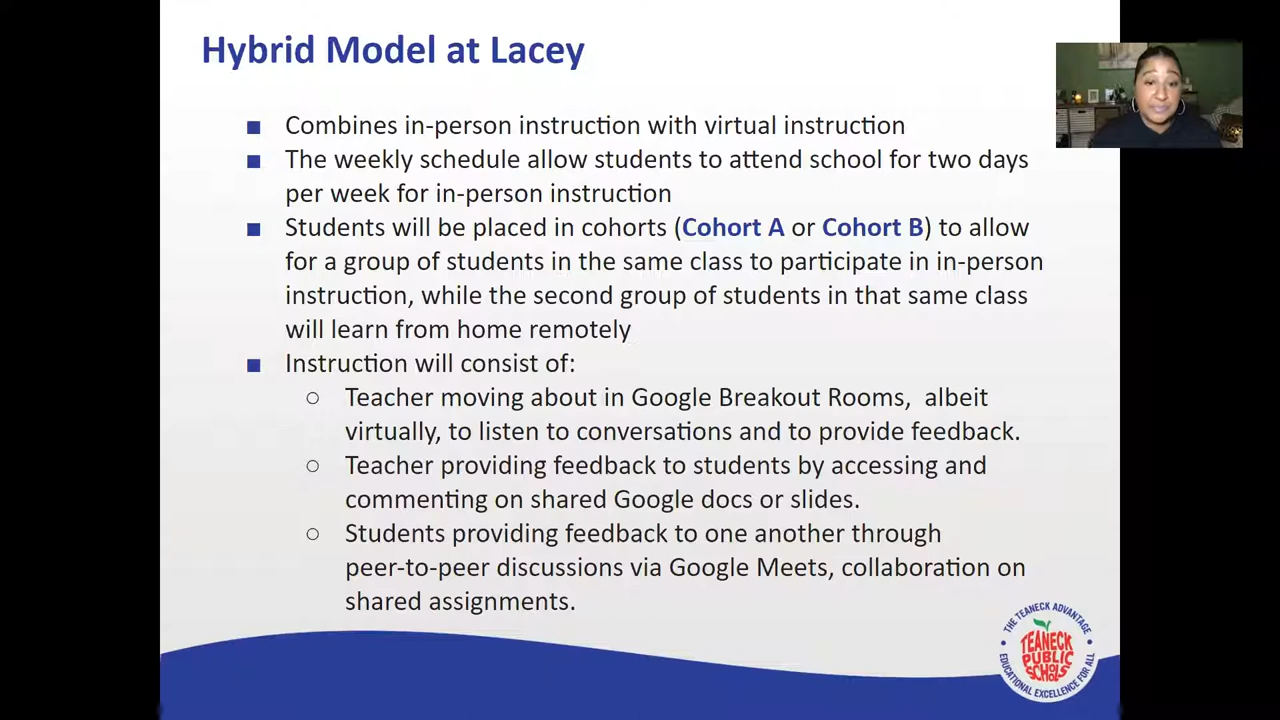 Hybrid Model at Lacey
■ Combines in-person instruction with virtual instruction
■ The weekly schedule allow students to attend school for two days
per week for in-person instruction
■ Students will be placed in cohorts (Cohort A or Cohort B) to allow
for a group of students in the same class to participate in in-person
instruction, while the second group of students in that same class
will learn from home remotely
■ Instruction will consist of:
○ Teacher moving about in Google Breakout Rooms, albeit
virtually, to listen to conversations and to provide feedback.
○ Teacher providing feedback to students by accessing and
commenting on shared Google docs or slides.
○ Students providing feedback to one another through
peer-to-peer discussions via Google Meets, collaboration on
shared assignments.
• THE TEANECK ADVANTAGE •
TEANECK
PUBLIC
SCHOOLS
EDUCATIONAL EXCELLENCE FOR ALL